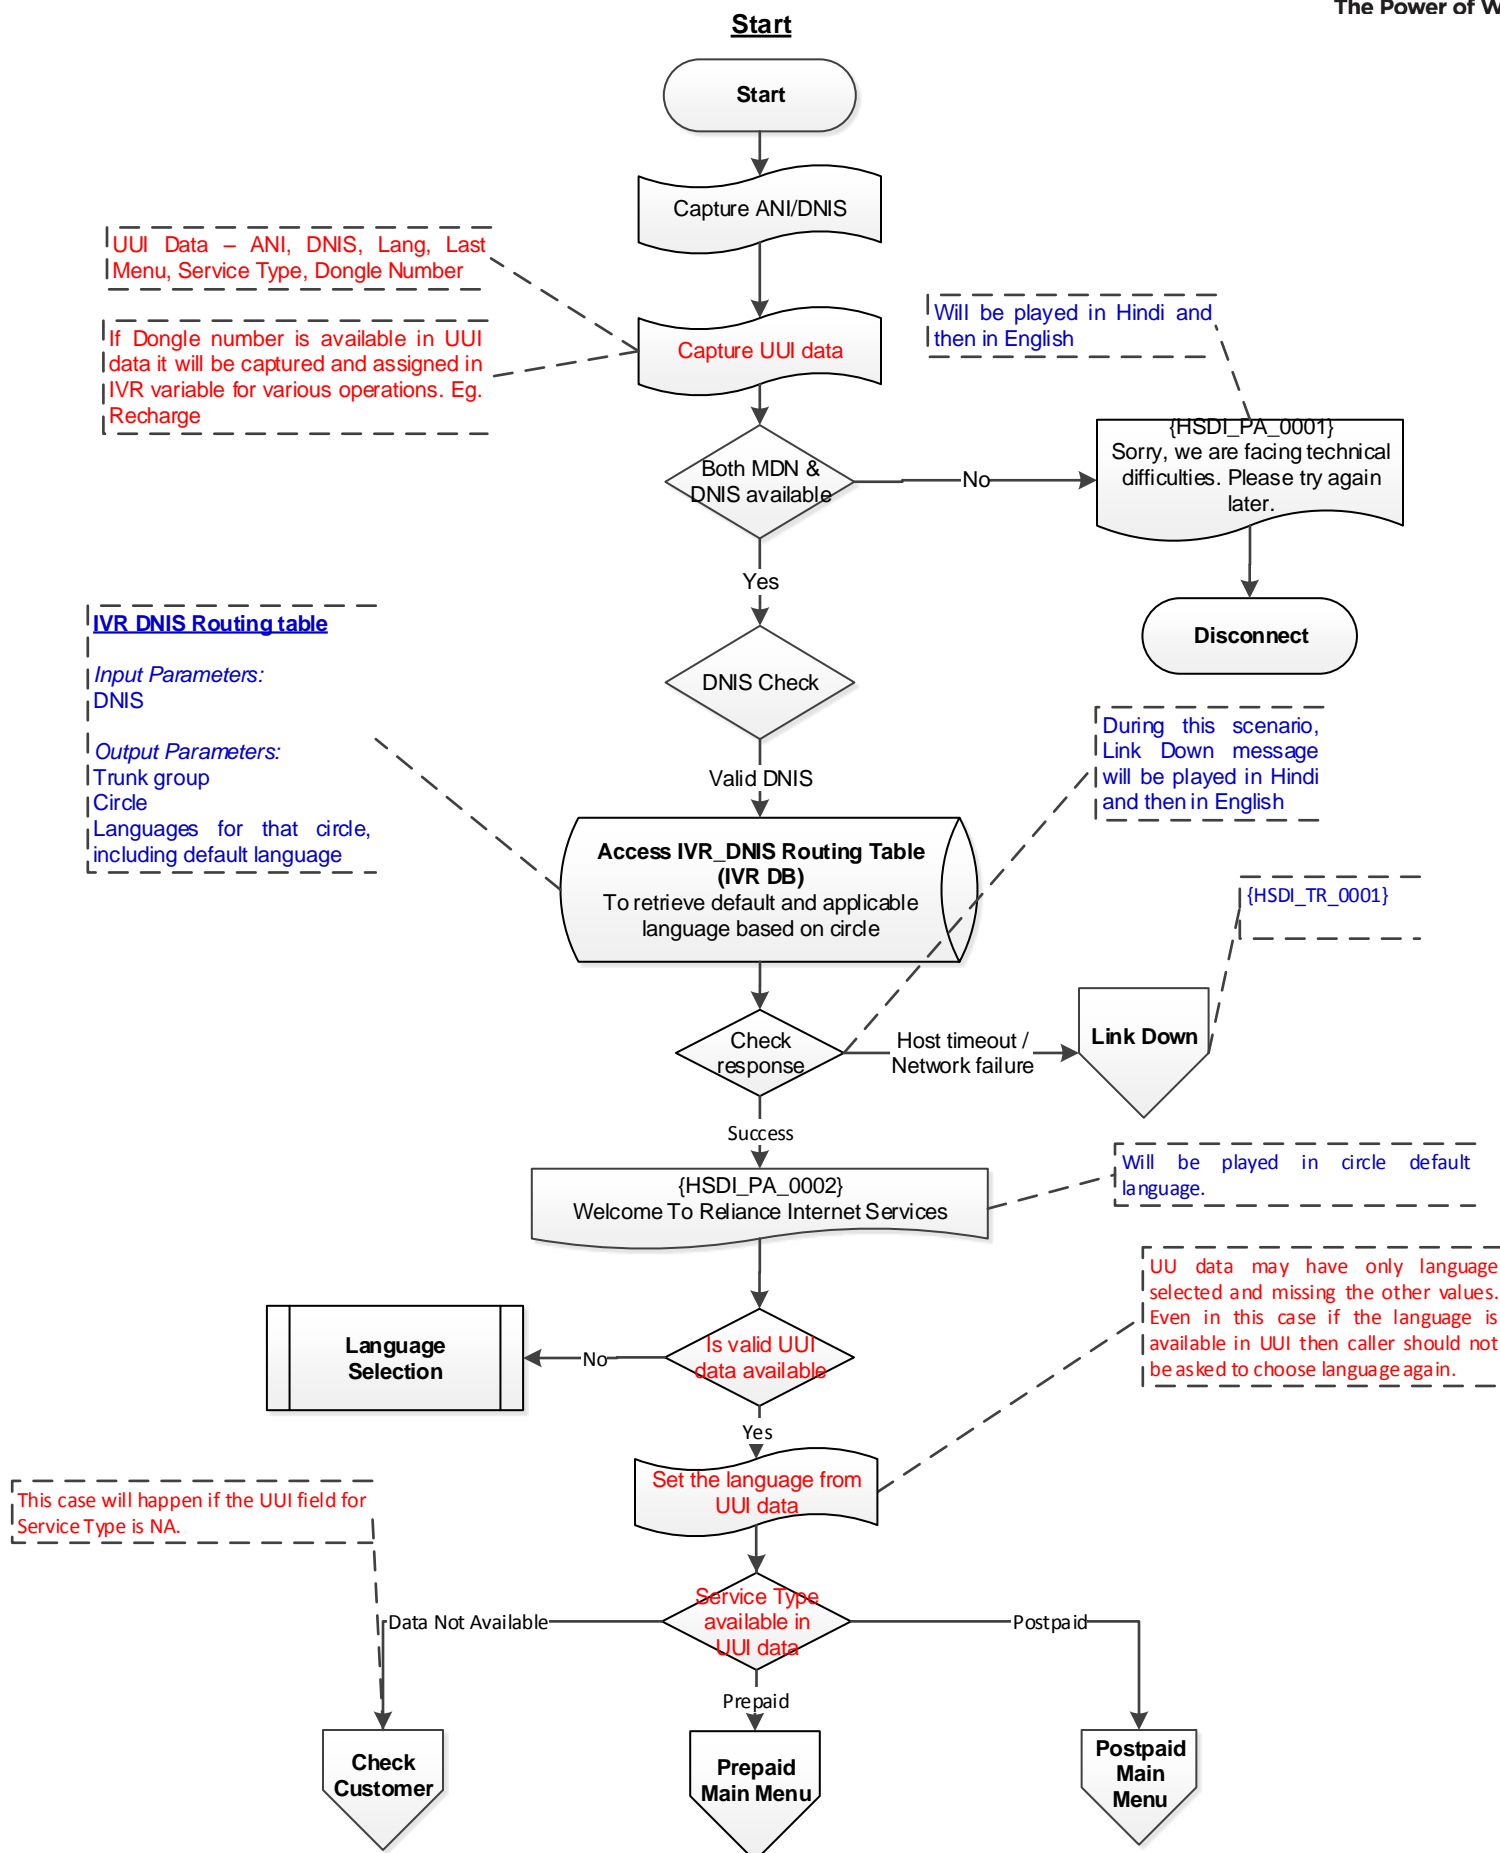 The Power of W
Start
Start
Capture ANI/DNIS
UUI Data – ANI, DNIS, Lang, Last
Menu, Service Type, Dongle Number
If Dongle number is available in UUI
data it will be captured and assigned in
IVR variable for various operations. Eg.
Recharge
Capture UUI data
Will be played in Hindi and
then in English
Both MDN &
DNIS available
No
{HSDI_PA_0001}
Sorry, we are facing technical
difficulties. Please try again
later.
Yes
Disconnect
IVR DNIS Routing table
Input Parameters:
DNIS
Output Parameters:
Trunk group
Circle
Languages for that circle,
including default language
DNIS Check
During this scenario,
Link Down message
will be played in Hindi
and then in English
Valid DNIS
Access IVR_DNIS Routing Table
(IVR DB)
To retrieve default and applicable
language based on circle
{HSDI_TR_0001}
Check
response
Host timeout /
Network failure
Link Down
Success
{HSDI_PA_0002}
Welcome To Reliance Internet Services
Will be played in circle default
language.
UU data may have only language
selected and missing the other values.
Even in this case if the language is
available in UUI then caller should not
be asked to choose language again.
Language
Selection
No
Is valid UUI
data available
Yes
Set the language from
UUI data
This case will happen if the UUI field for
Service Type is NA.
Data Not Available
Service Type
available in
UUI data
Postpaid
Prepaid
Check
Customer
Prepaid
Main Menu
Postpaid
Main
Menu